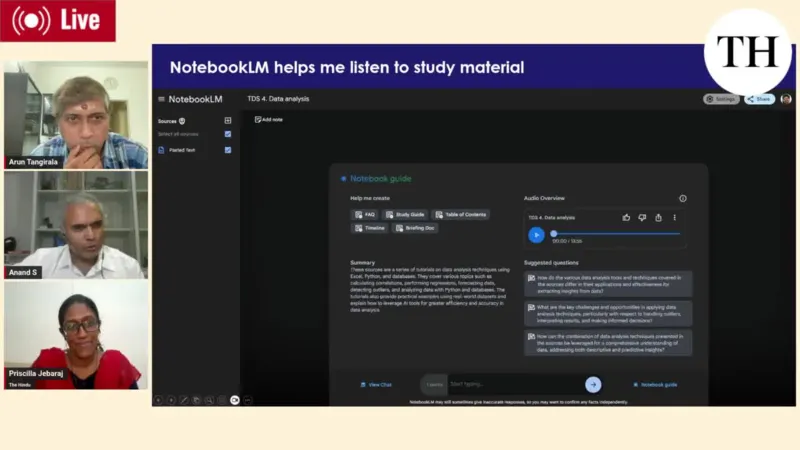 Live
TH
NotebookLM helps me listen to study material
NotebookLM
TDS 4. Data analysis
Settings
Share
Sources
Select all sources
Pasted Text
Add note
Notebook guide
Help me create
FAQ
Study Guide
Table of Contents
Timeline
Briefing Doc
Audio Overview
TDS 4. Data analysis
Summary
These sources are a series of tutorials on data analysis techniques using
Excel, Python, and databases. They cover various topics such as
calculating correlations, performing regressions, forecasting data,
detecting outliers, and analyzing data with Python and databases. The
tutorials also provide practical examples using real-world datasets and
explain how to leverage AI tools for greater efficiency and accuracy in
data analysis.
Suggested questions
How do the various data analysis tools and techniques covered in
the sources differ in their applications and effectiveness for
extracting insights from data?
What are the key challenges and opportunities in applying data
analysis techniques, particularly with respect to handling outliers,
interpreting results, and making informed decisions?
How can the combination of data analysis techniques presented in
the sources be leveraged for a comprehensive understanding of
data, addressing both descriptive and predictive insights?
View Chat
Start typing...
Notebook guide
NotebookLM may still sometimes give inaccurate responses, so you may want to confirm any facts independently.
Arun Tangirala
Anand S
Priscilla Jebaraj
The Hindu